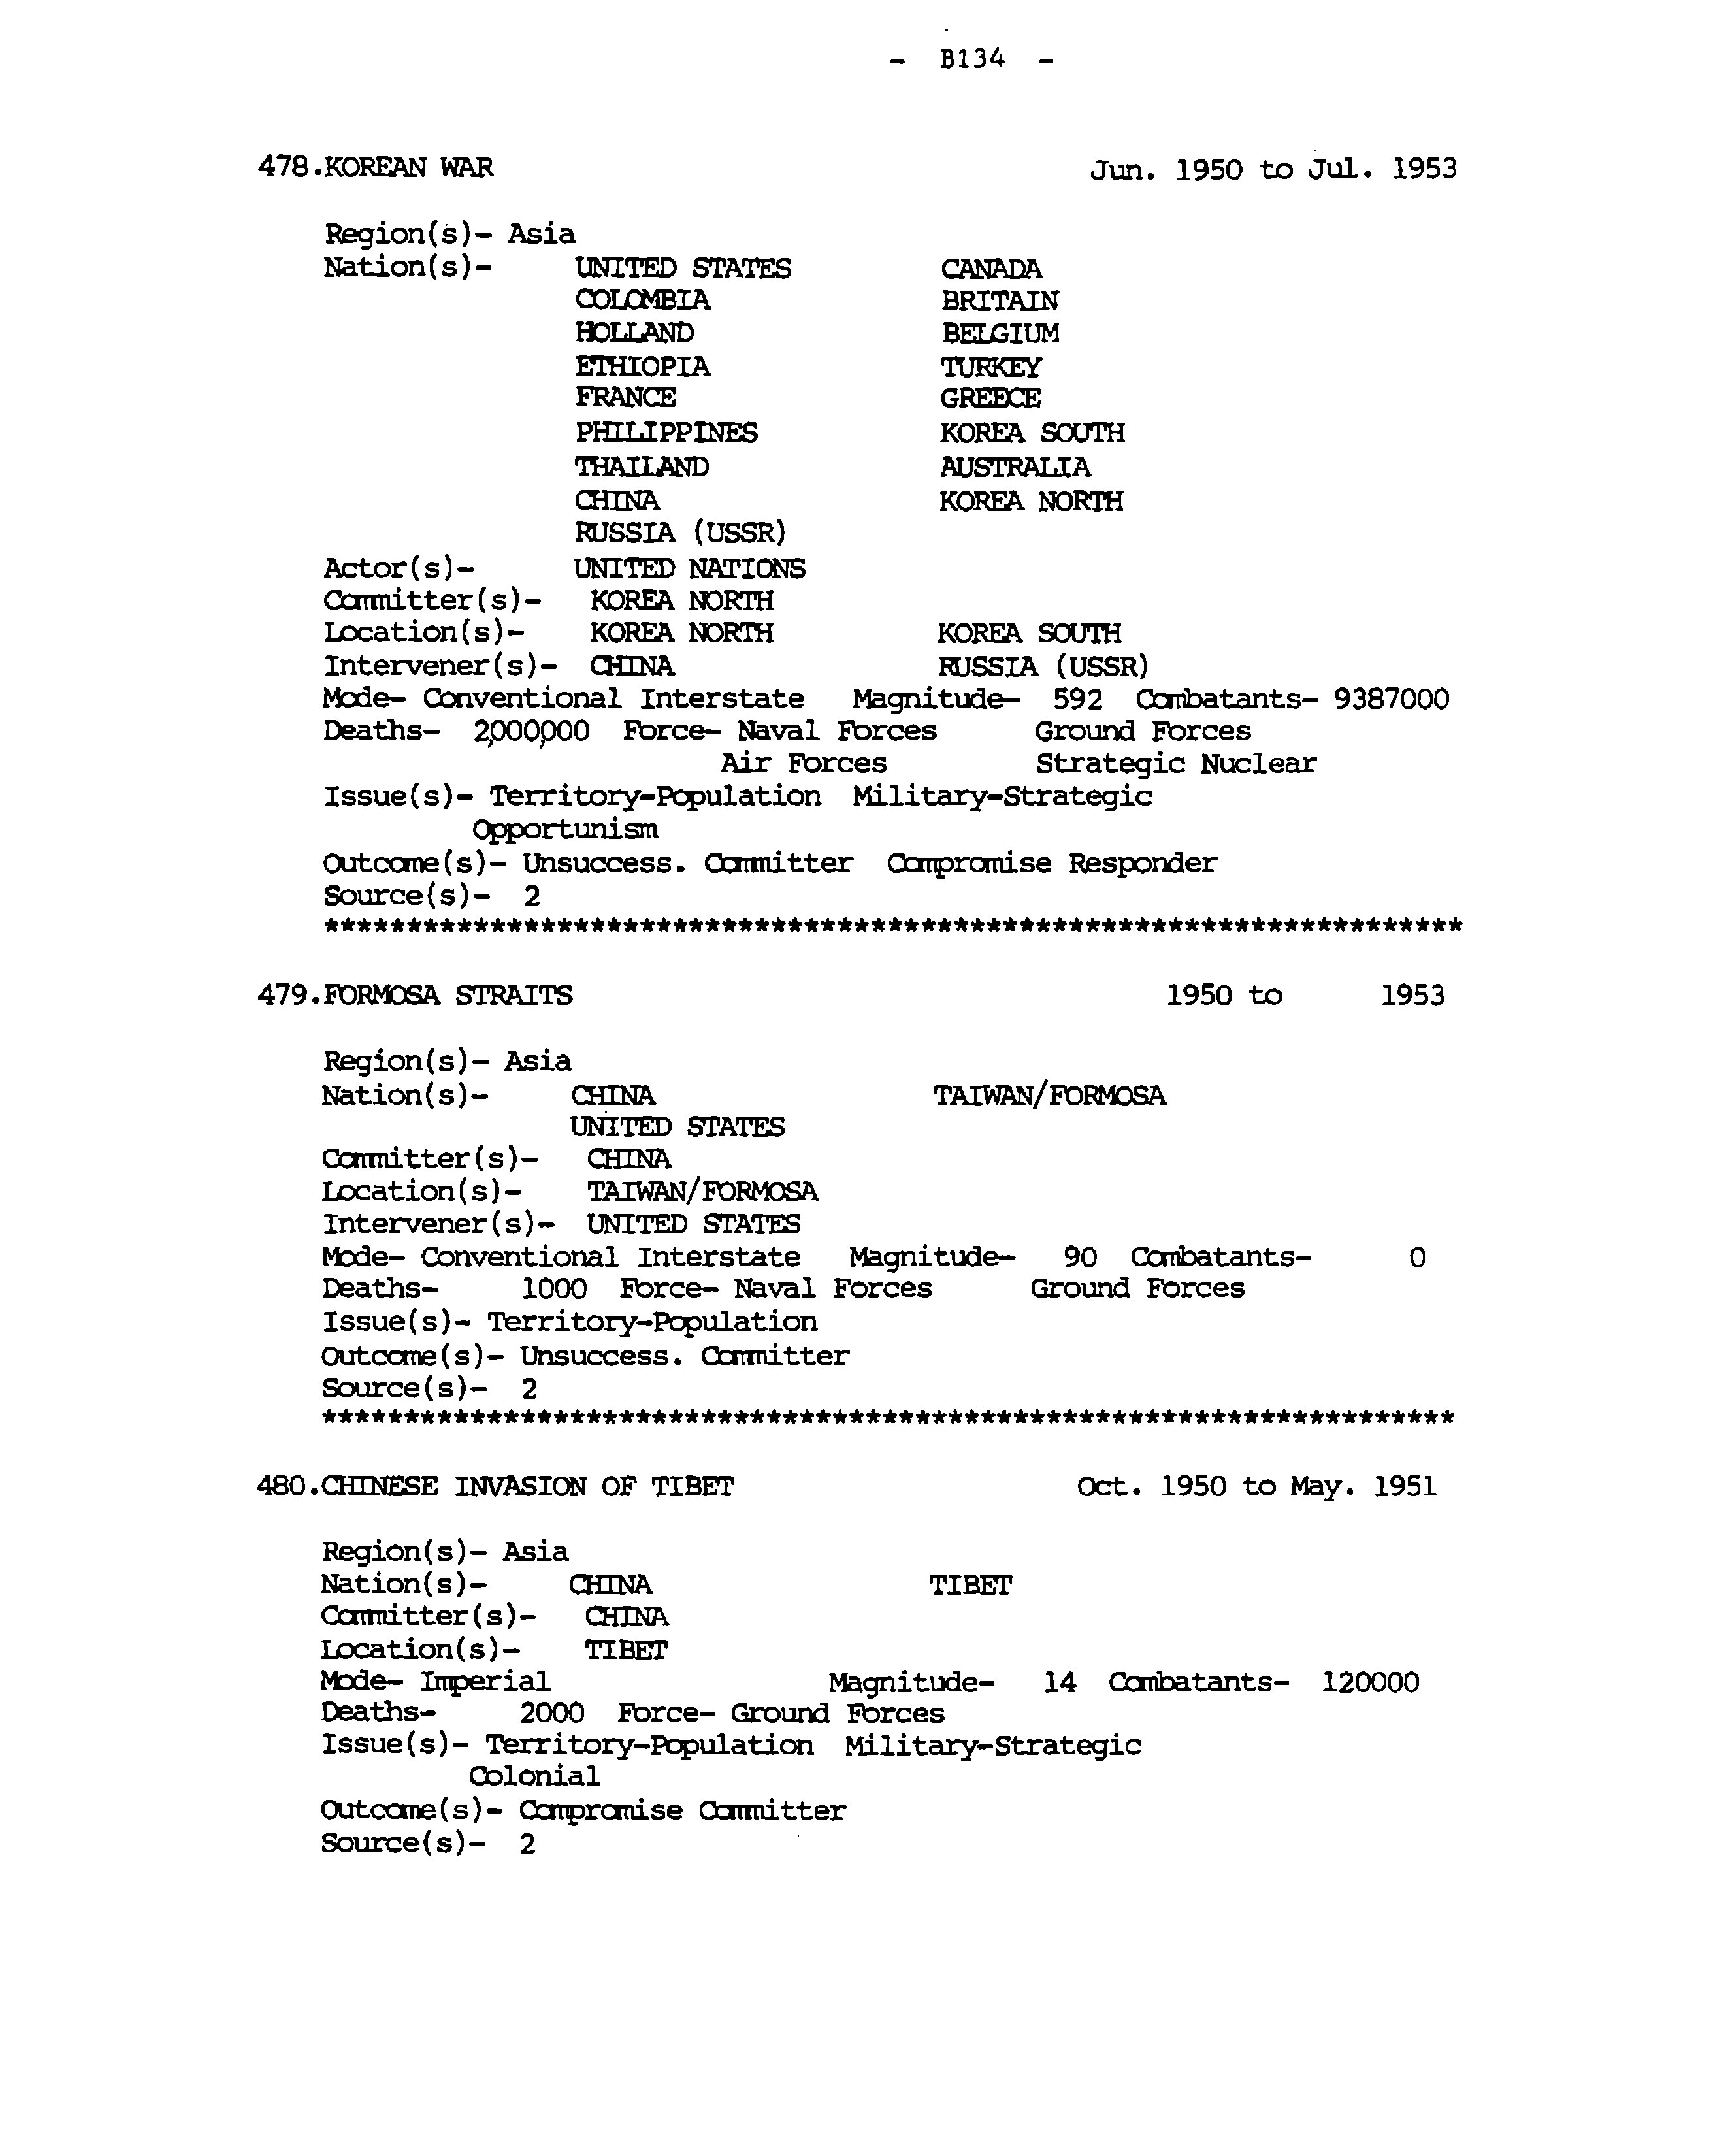 - B134 -
478.KOREAN WAR Jun. 1950 to Jul. 1953
Region(s)- Asia
Nation(s)- UNITED STATES CANADA
COLOMBIA BRITAIN
HOLLAND BELGIUM
ETHIOPIA TURKEY
FRANCE GREECE
PHILIPPINES KOREA SOUTH
THAILAND AUSTRALIA
CHINA KOREA NORTH
RUSSIA (USSR)
Actor(s)- UNITED NATIONS
Committer(s)- KOREA NORTH
Location(s)- KOREA NORTH KOREA SOUTH
Intervener(s)- CHINA RUSSIA (USSR)
Mode- Conventional Interstate Magnitude- 592 Combatants- 9387000
Deaths- 2,000,000 Force- Naval Forces Ground Forces
Air Forces Strategic Nuclear
Issue(s)- Territory-Population Military-Strategic
Opportunism
Outcome(s)- Unsuccess. Committer Compromise Responder
Source(s)- 2
*********************************************************************
479.FORMOSA STRAITS 1950 to 1953
Region(s)- Asia
Nation(s)- CHINA TAIWAN/FORMOSA
UNITED STATES
Committer(s)- CHINA
Location(s)- TAIWAN/FORMOSA
Intervener(s)- UNITED STATES
Mode- Conventional Interstate Magnitude- 90 Combatants- 0
Deaths- 1000 Force- Naval Forces Ground Forces
Issue(s)- Territory-Population
Outcome(s)- Unsuccess. Committer
Source(s)- 2
*********************************************************************
480.CHINESE INVASION OF TIBET Oct. 1950 to May. 1951
Region(s)- Asia
Nation(s)- CHINA TIBET
Committer(s)- CHINA
Location(s)- TIBET
Mode- Imperial Magnitude- 14 Combatants- 120000
Deaths- 2000 Force- Ground Forces
Issue(s)- Territory-Population Military-Strategic
Colonial
Outcome(s)- Compromise Committer
Source(s)- 2